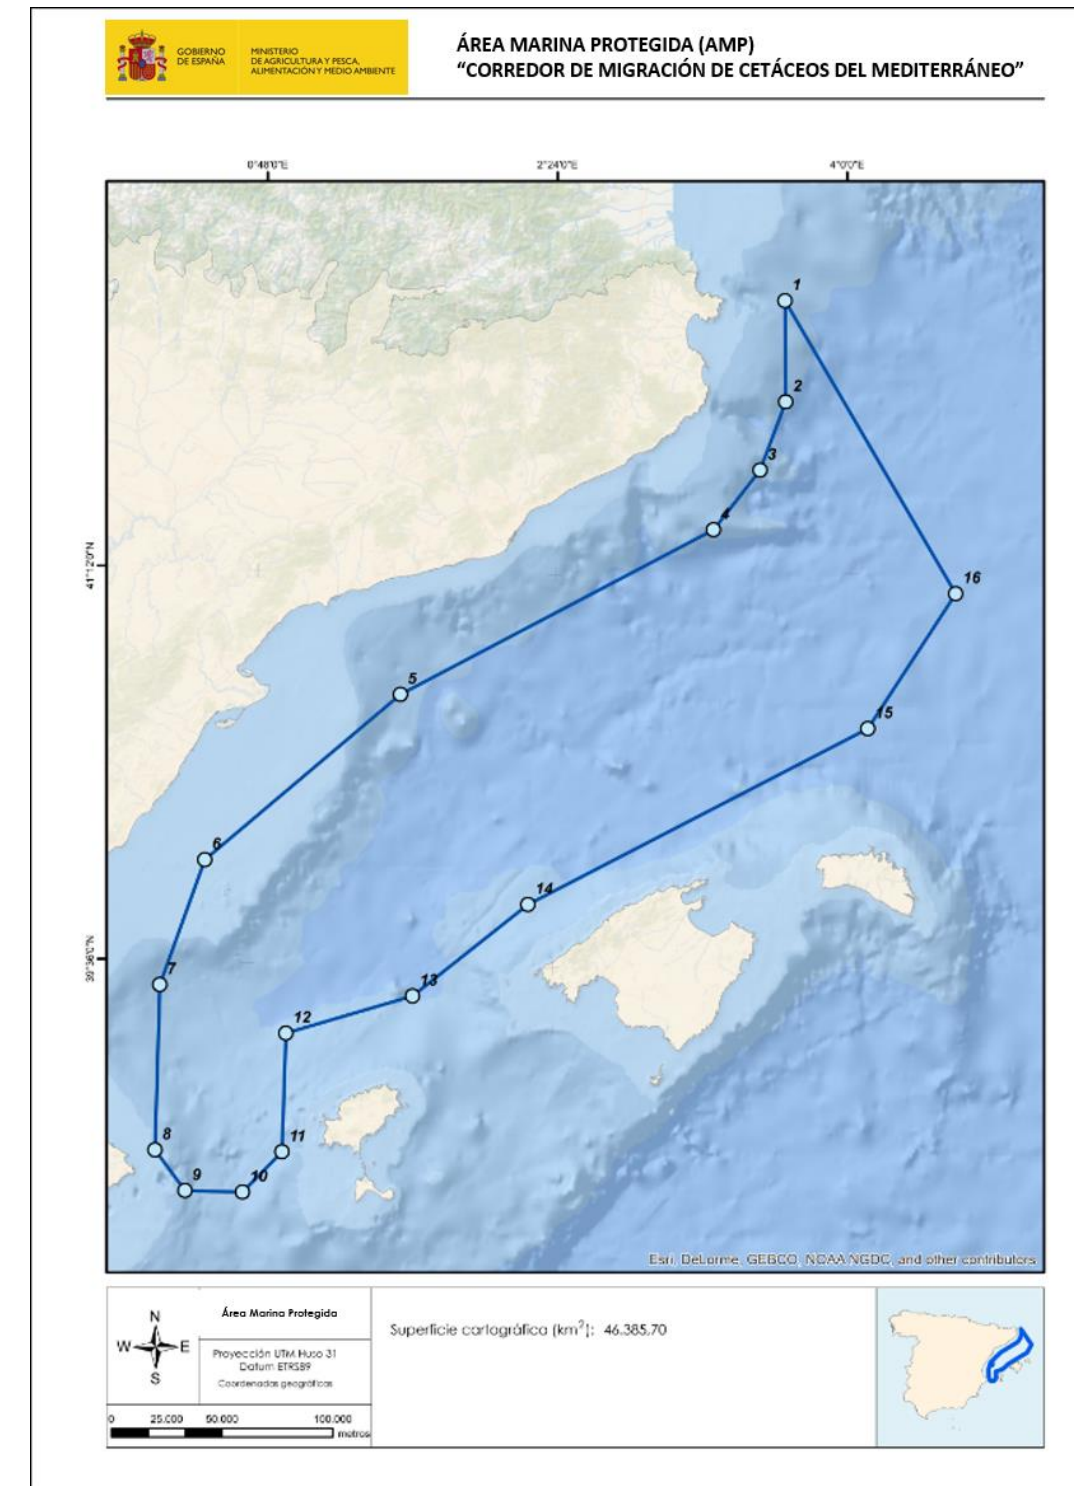 GOBIERNO
DE ESPAÑA
MINISTERIO
DE AGRICULTURA Y PESCA,
ALIMENTACIÓN Y MEDIO AMBIENTE
ÁREA MARINA PROTEGIDA (AMP)
“CORREDOR DE MIGRACIÓN DE CETÁCEOS DEL MEDITERRÁNEO”
0°48'0"E
2°24'0"E
4°0'0"E
41°12'0"N
39°36'0"N
1
2
3
4
16
5
15
6
14
7
13
12
8
11
9
10
Esri, DeLorme, GEBCO, NOAA NGDC, and other contributors
N
W
E
S
Área Marina Protegida
Proyección UTM Huso 31
Datum ETRS89
Coordenadas geográficas
0 25.000 50.000 100.000
metros
Superficie cartográfica (km²): 46.385,70